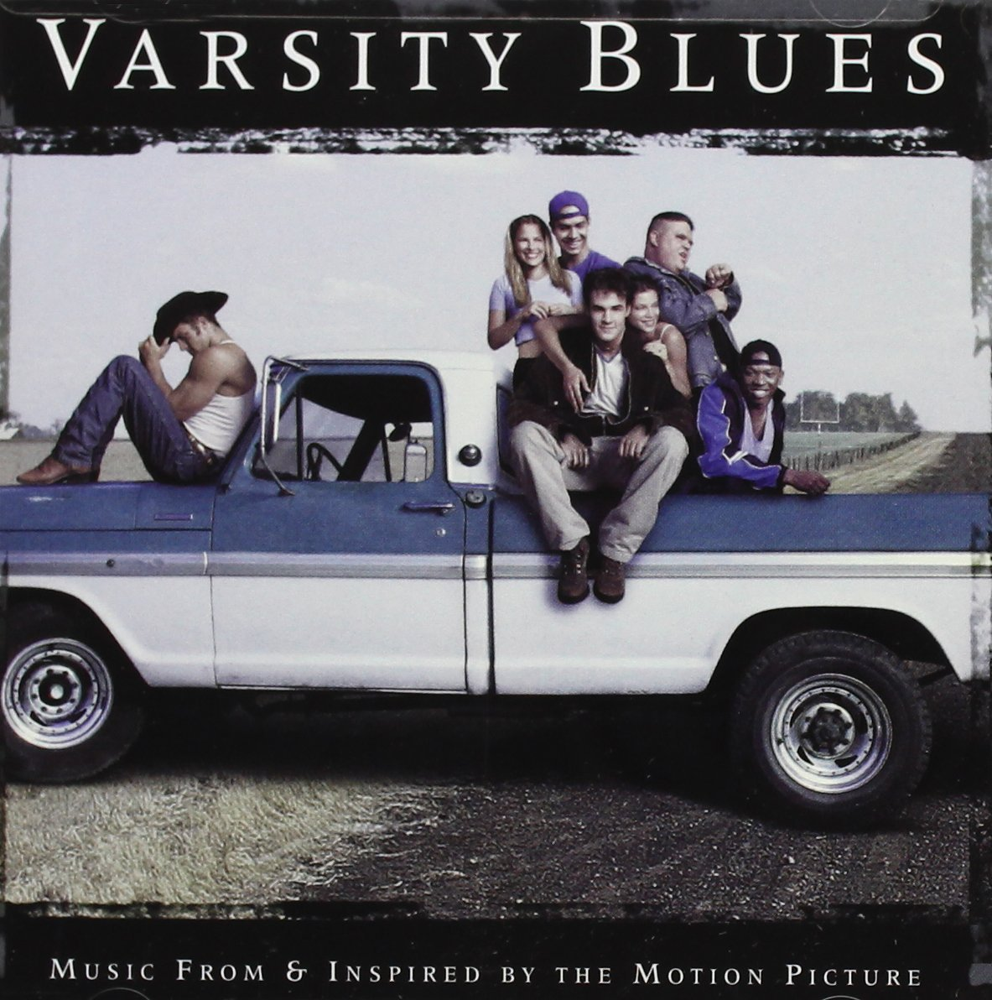 VARSITY BLUES
MUSIC FROM & INSPIRED BY THE MOTION PICTURE